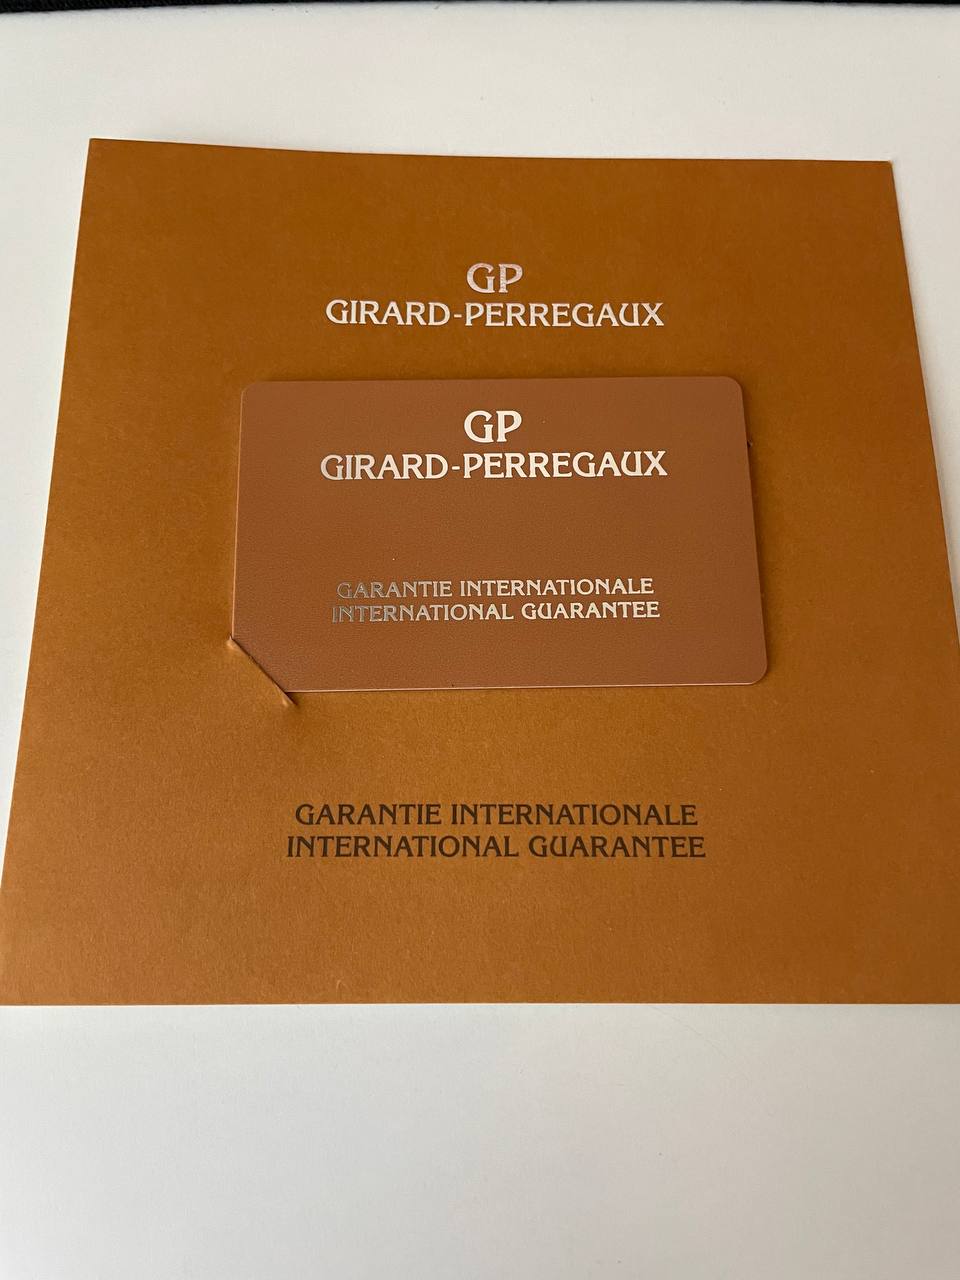 GP
GIRARD-PERREGAUX
GP
GIRARD-PERREGAUX
GARANTIE INTERNATIONALE
INTERNATIONAL GUARANTEE
GARANTIE INTERNATIONALE
INTERNATIONAL GUARANTEE